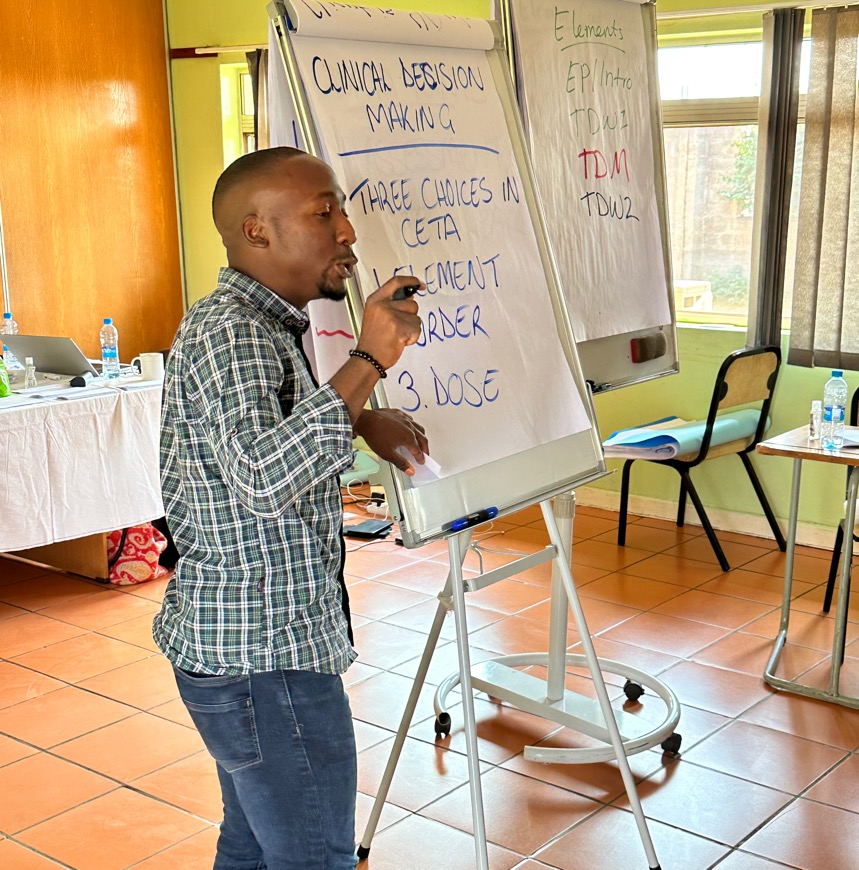 CLINICAL DECISION
MAKING
THREE CHOICES IN
CETA
ELEMENT
ORDER
3. DOSE
Elements
EP/Intro
TDW1
TDM
TDW2